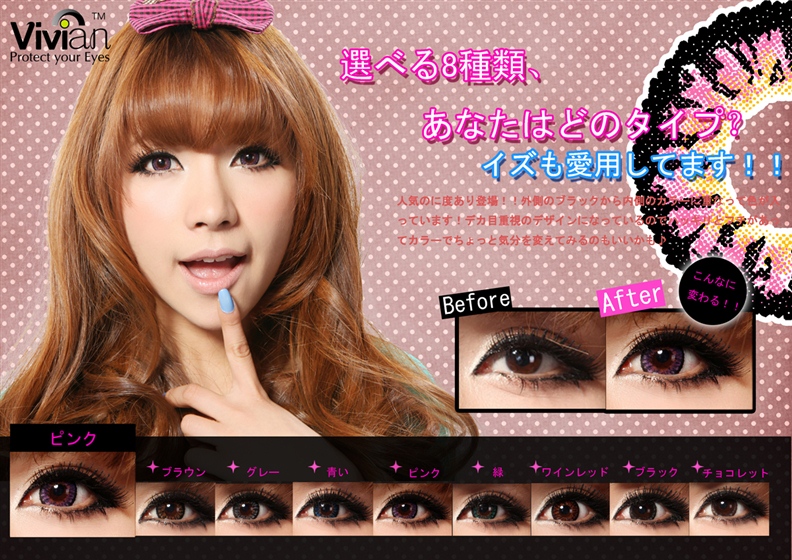 Vivian™
Protect your Eyes
選べる8種類、
あなたはどのタイプ?
イズも愛用してます！！
人気のに度あり登場！！外側のブラックから内側の
っています！デカ目重視のデザインになっているので
てカラーでちょっと気分を変えてみるのもいいかも♪
Before
After
こんなに
変わる！！
ピンク
ブラウン
グレー
青い
ピンク
緑
ワインレッド
ブラック
チョコレット